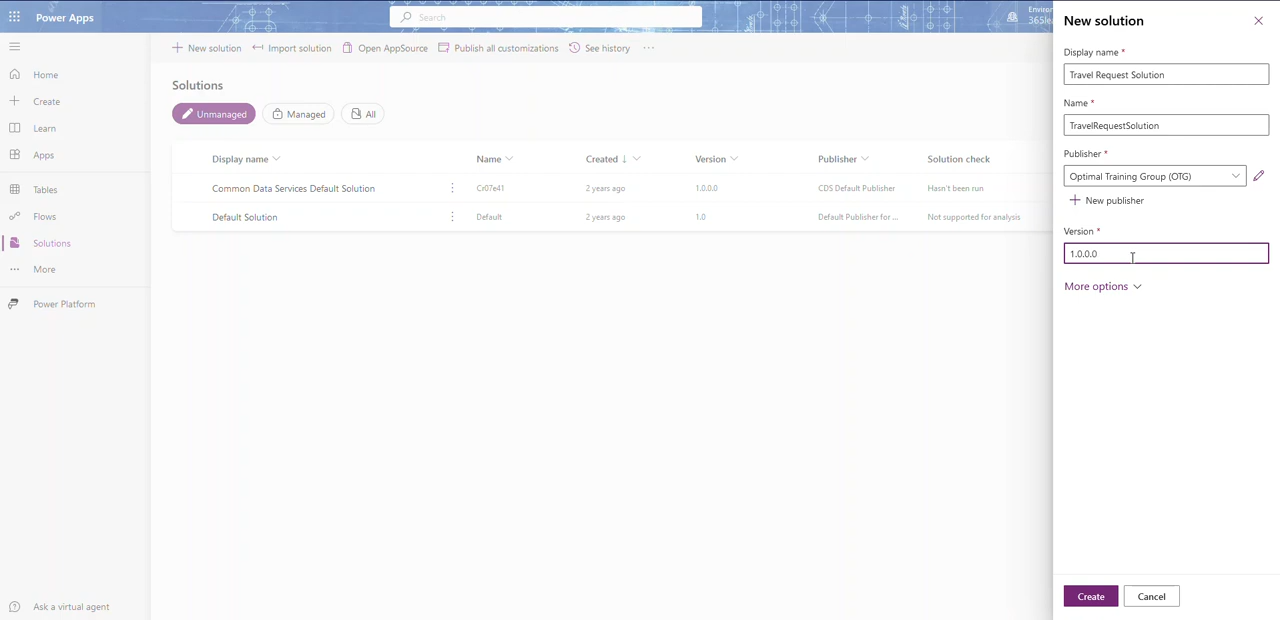 Power Apps
Search
Environ
365lea
Home
Create
Learn
Apps
Tables
Flows
Solutions
More
Power Platform
Ask a virtual agent
New solution Import solution Open AppSource Publish all customizations See history ...
Solutions
Unmanaged Managed All
Display name Name Created ↓ Version Publisher Solution check
Common Data Services Default Solution Cr07e41 2 years ago 1.0.0.0 CDS Default Publisher Hasn't been run
Default Solution Default 2 years ago 1.0 Default Publisher for ... Not supported for analysis
New solution
Display name *
Travel Request Solution
Name *
TravelRequestSolution
Publisher *
Optimal Training Group (OTG)
New publisher
Version *
1.0.0.0
More options
Create Cancel